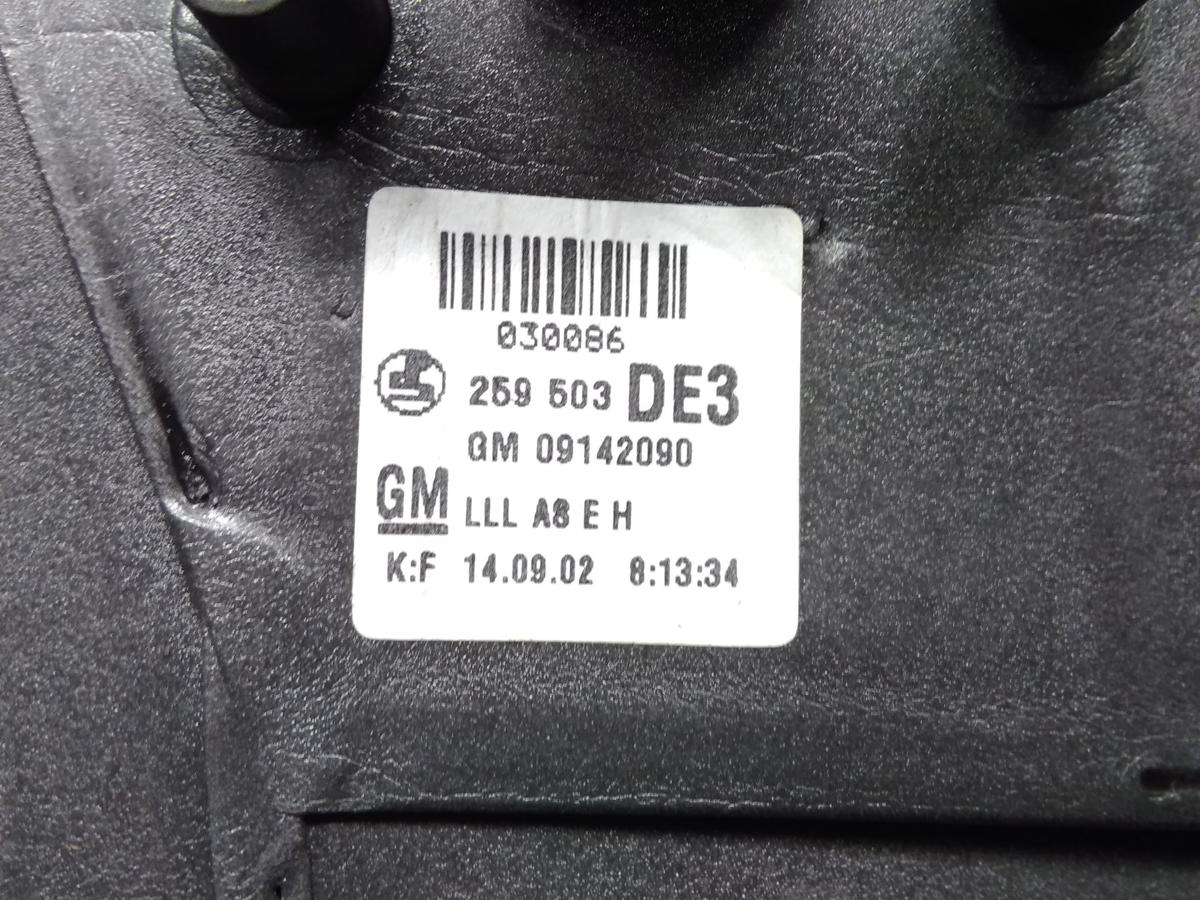 030086
259 503 DE3
GM 09142090
GM LLL A8 E H
K:F 14.09.02 8:13:34